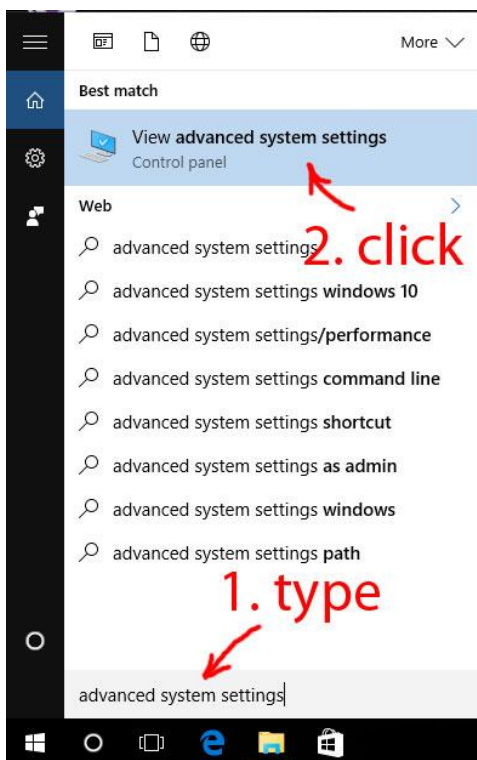 More
Best match
View advanced system settings
Control panel
Web
advanced system settings
2. click
advanced system settings windows 10
advanced system settings/performance
advanced system settings command line
advanced system settings shortcut
advanced system settings as admin
advanced system settings windows
advanced system settings path
1. type
advanced system settings